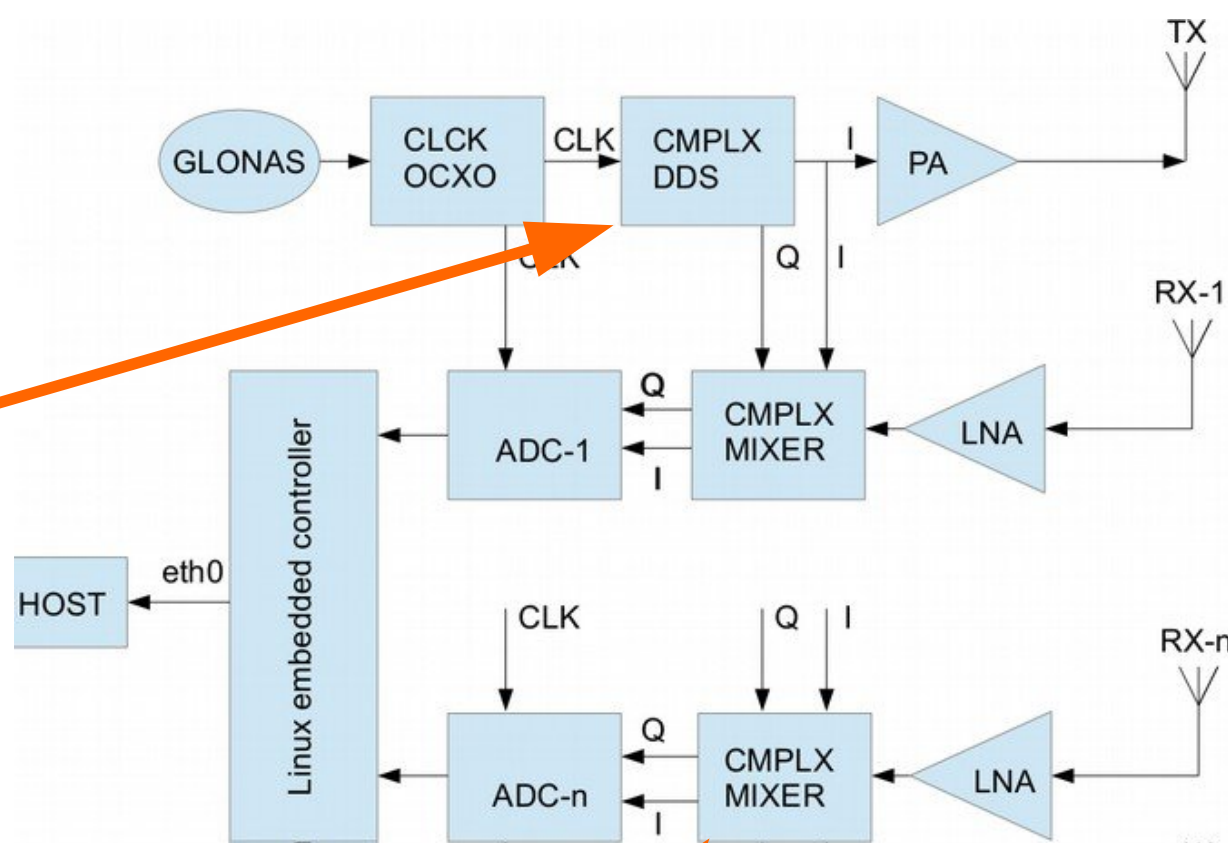 TX
GLONAS
CLCK
OCXO
CLK
CMPLX
DDS
I
PA
CLK
Q
I
RX-1
Linux embedded controller
ADC-1
Q
I
CMPLX
MIXER
LNA
HOST
eth0
CLK
Q
I
RX-n
ADC-n
Q
I
CMPLX
MIXER
LNA